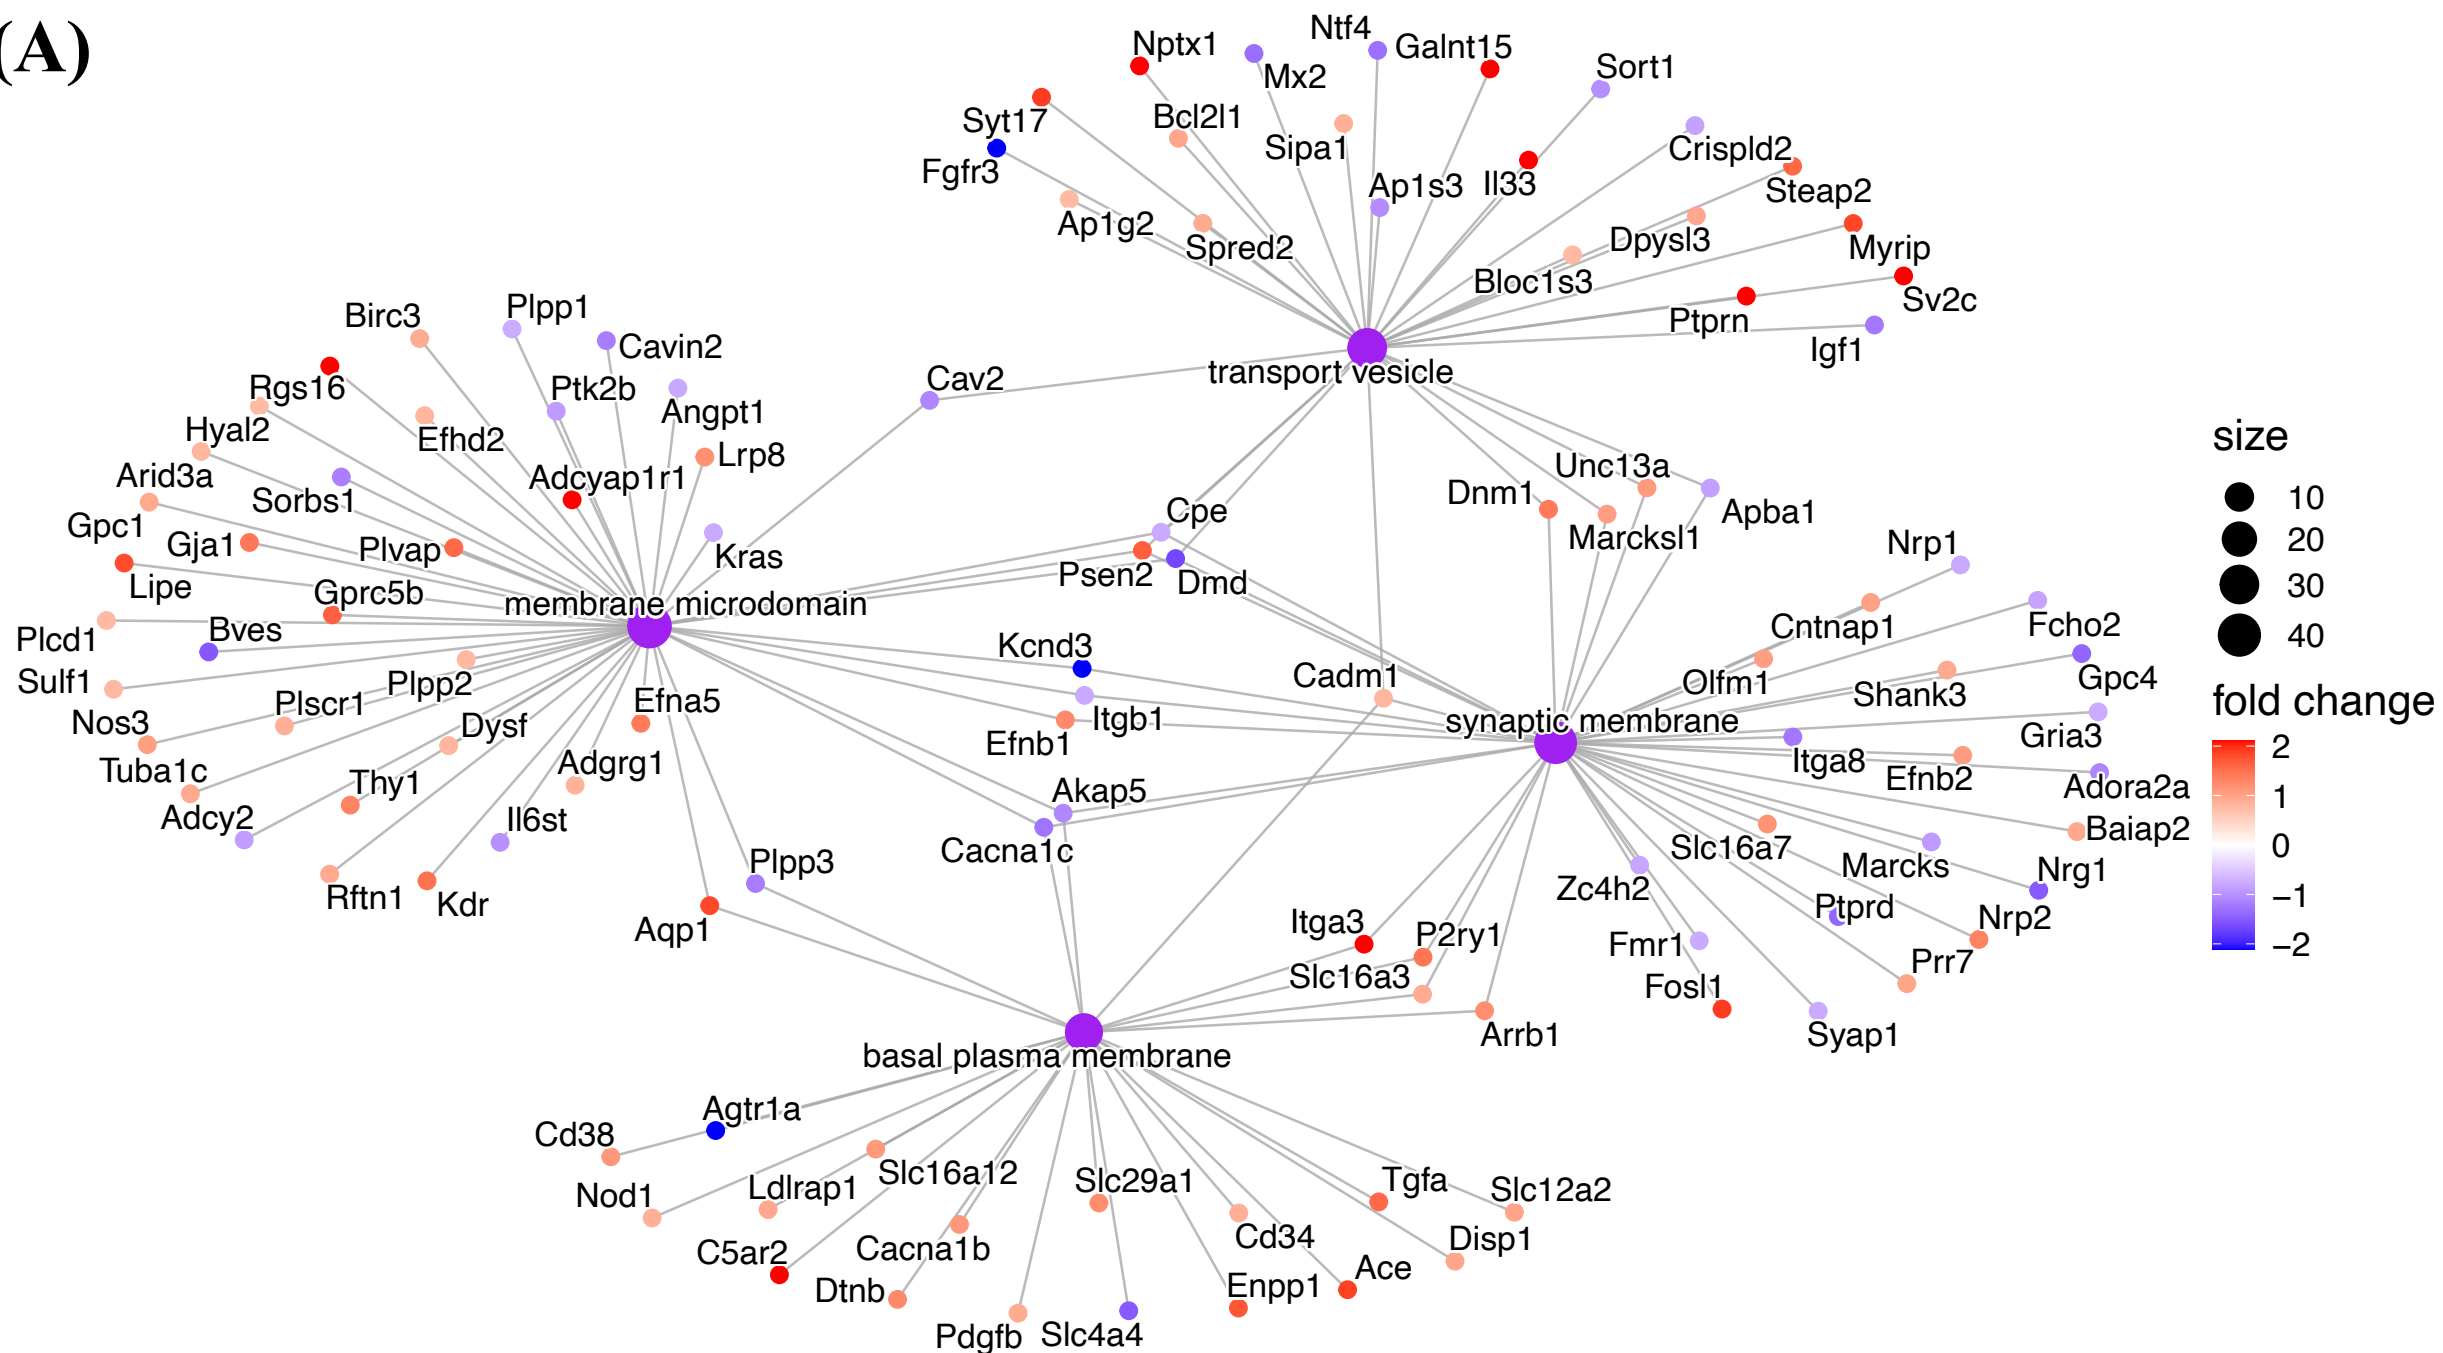 (A)
Nptx1
Ntf4
Galnt15
Mx2
Sort1
Syt17
Bcl2l1
Sipa1
Crispld2
Fgfr3
Ap1s3
Il33
Steap2
Ap1g2
Spred2
Dpysl3
Myrip
Bloc1s3
Sv2c
Ptprn
Igf1
transport vesicle
Birc3
Plpp1
Cavin2
Rgs16
Ptk2b
Angpt1
Cav2
Hyal2
Efhd2
Lrp8
Arid3a
Sorbs1
Adcyap1r1
Gpc1
Gja1
Plvap
Kras
Lipe
Gprc5b
membrane microdomain
Plcd1
Bves
Sulf1
Plpp2
Nos3
Plscr1
Efna5
Dysf
Tuba1c
Thy1
Adgrg1
Adcy2
Il6st
Rftn1
Kdr
Plpp3
Aqp1
Cpe
Psen2
Dmd
Kcnd3
Itgb1
Efnb1
Akap5
Cacna1c
Cadm1
Unc13a
Dnm1
Marcksl1
Apba1
Nrp1
Cntnap1
Fcho2
Olfm1
Shank3
Gpc4
synaptic membrane
Gria3
Itga8
Efnb2
Adora2a
Baiap2
Slc16a7
Marcks
Nrg1
Zc4h2
Ptprd
Nrp2
Fmr1
Prr7
Fosl1
Syap1
Itga3
P2ry1
Slc16a3
Arrb1
basal plasma membrane
Agtr1a
Cd38
Slc16a12
Nod1
Ldlrap1
Slc29a1
Tgfa
Slc12a2
C5ar2
Cacna1b
Cd34
Disp1
Dtnb
Enpp1
Ace
Pdgfb
Slc4a4
size
10
20
30
40
fold change
2
1
0
−1
−2